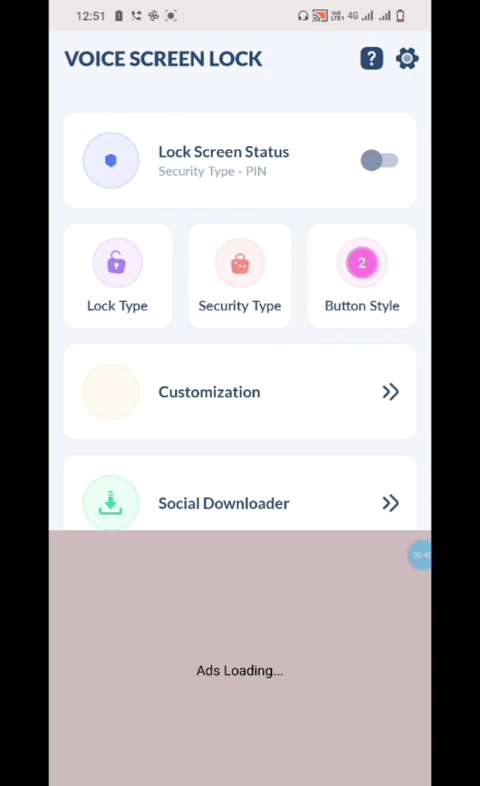 12:51 4G
VOICE SCREEN LOCK ?
Lock Screen Status
Security Type - PIN
2
Lock Type Security Type Button Style
Customization
Social Downloader
Ads Loading...